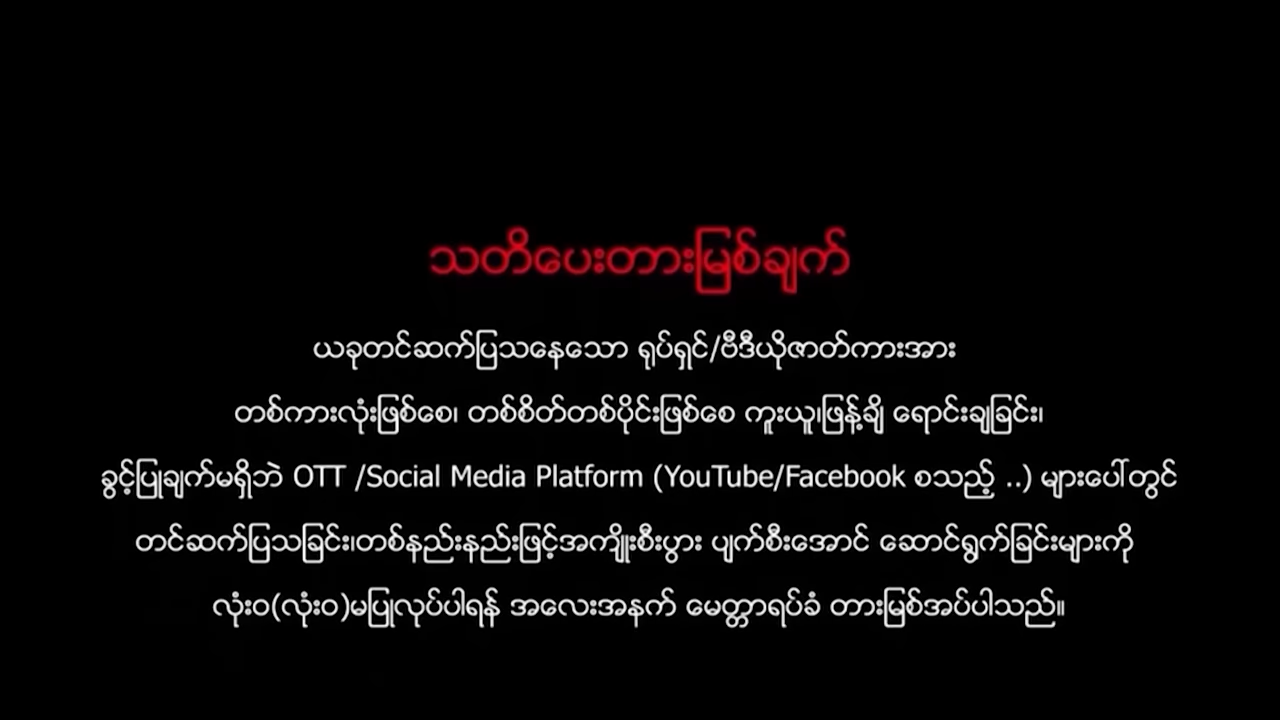 သတိပေးတားမြစ်ချက်
ယခုတင်ဆက်ပြသနေသော ရုပ်ရှင်/ဗီဒီယိုဇာတ်ကားအား
တစ်ကားလုံးဖြစ်စေ၊ တစ်စိတ်တစ်ပိုင်းဖြစ်စေ ကူးယူ၊ဖြန့်ချိ ရောင်းချခြင်း၊
ခွင့်ပြုချက်မရှိဘဲ OTT /Social Media Platform (YouTube/Facebook စသည့် ..) များပေါ်တွင်
တင်ဆက်ပြသခြင်း၊တစ်နည်းနည်းဖြင့်အကျိုးစီးပွား ပျက်စီးအောင် ဆောင်ရွက်ခြင်းများကို
လုံးဝ(လုံးဝ)မပြုလုပ်ပါရန် အလေးအနက် မေတ္တာရပ်ခံ တားမြစ်အပ်ပါသည်။